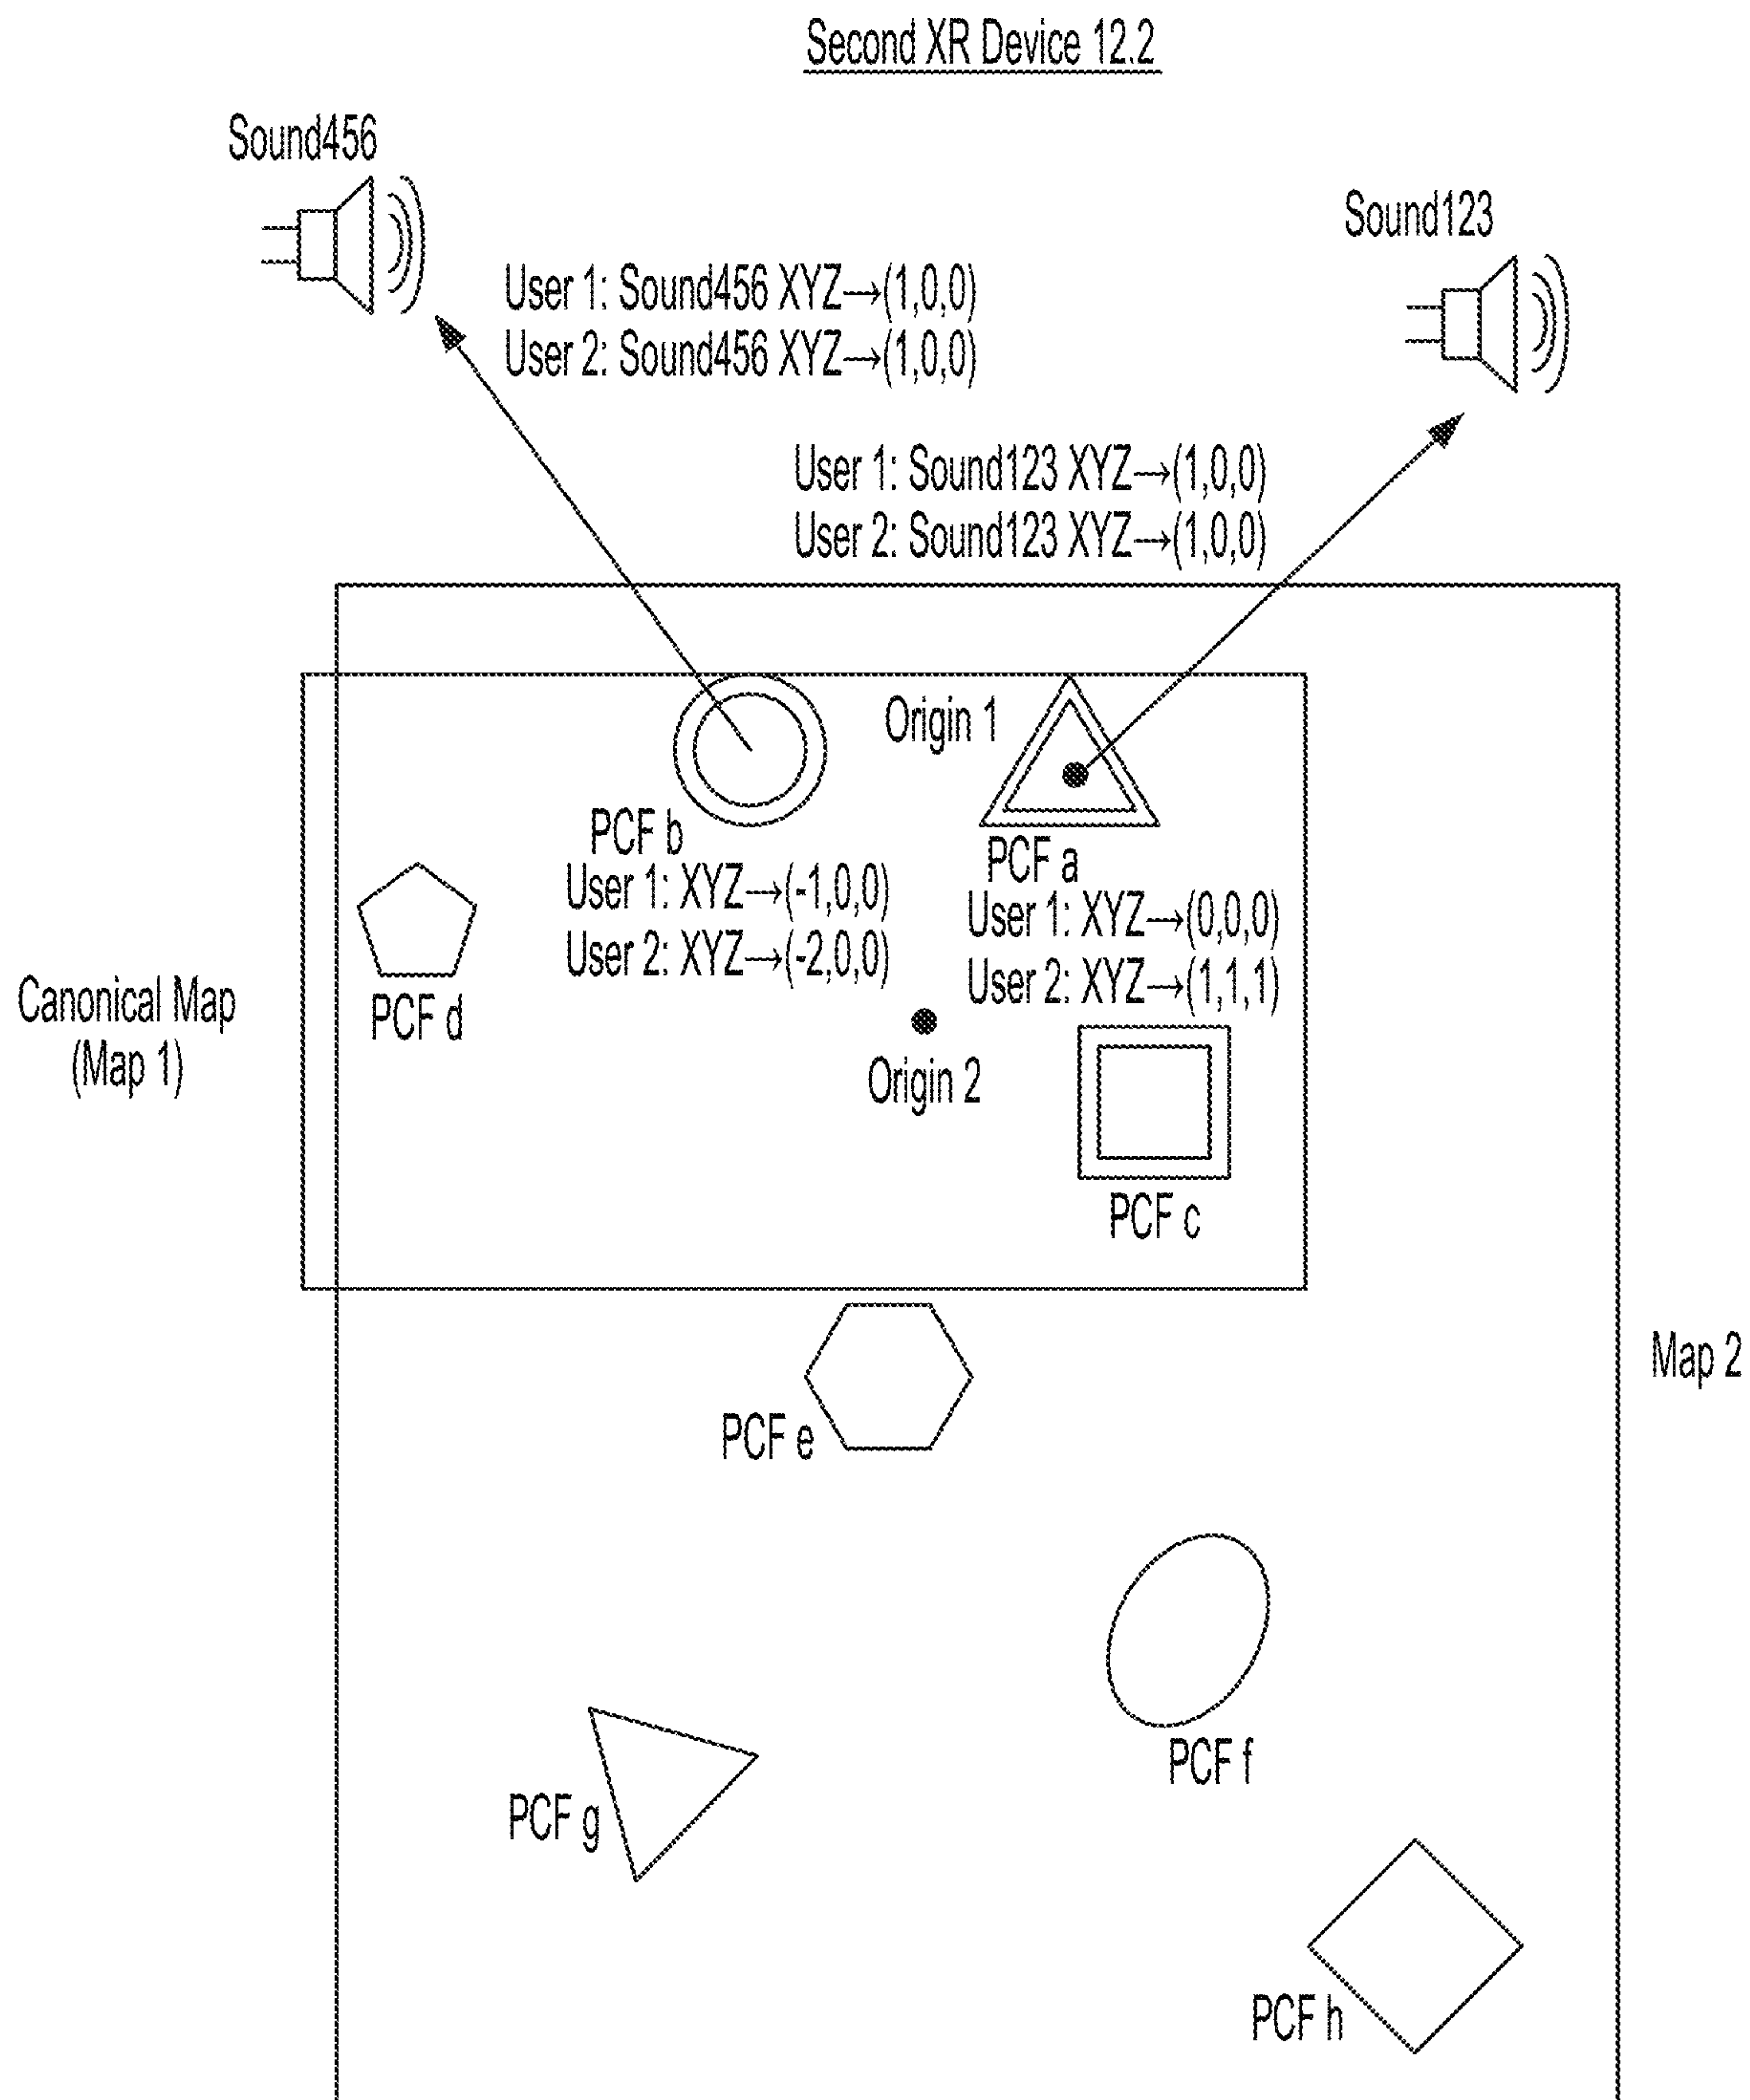 Second XR Device 12.2
Sound456
Sound123
User 1: Sound456 XYZ→(1,0,0)
User 2: Sound456 XYZ→(1,0,0)
User 1: Sound123 XYZ→(1,0,0)
User 2: Sound123 XYZ→(1,0,0)
Origin 1
PCF b
User 1: XYZ→(-1,0,0)
User 2: XYZ→(-2,0,0)
PCF a
User 1: XYZ→(0,0,0)
User 2: XYZ→(1,1,1)
PCF d
Canonical Map
(Map 1)
Origin 2
PCF c
Map 2
PCF e
PCF f
PCF g
PCF h